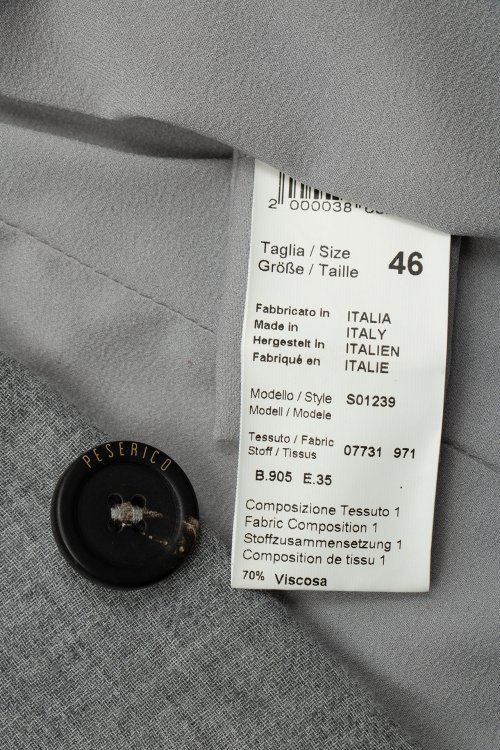 2 000038
Taglia / Size
Größe / Taille
46
Fabbricato in ITALIA
Made in ITALY
Hergestelt in ITALIEN
Fabriqué en ITALIE
Modello / Style S01239
Modell / Modele
Tessuto / Fabric 07731 971
Stoff / Tissus
B.905 E.35
Composizione Tessuto 1
Fabric Composition 1
Stoffzusammensetzung 1
Composition de tissu 1
70% Viscosa
PESERICO